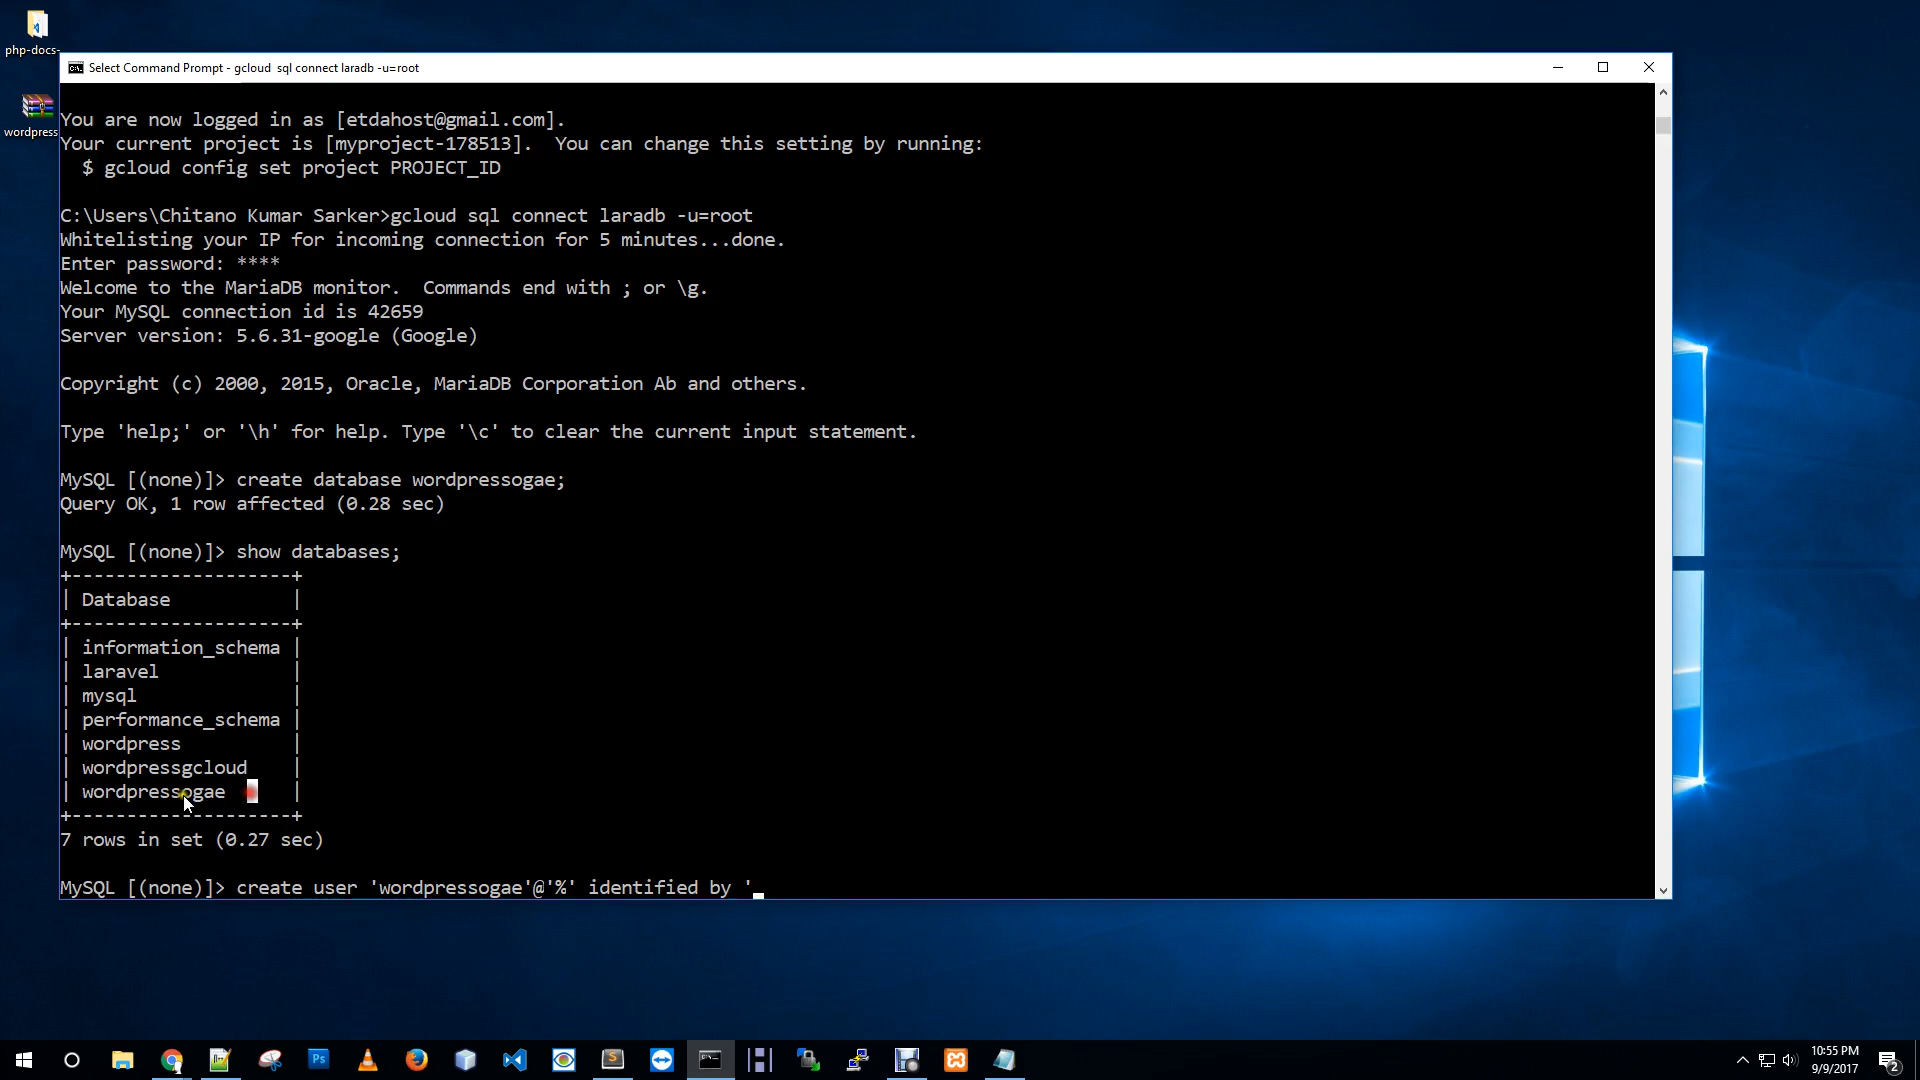 php-docs-
wordpress
Select Command Prompt - gcloud  sql connect laradb -u=root
You are now logged in as [etdahost@gmail.com].
Your current project is [myproject-178513].  You can change this setting by running:
  $ gcloud config set project PROJECT_ID
C:\Users\Chitano Kumar Sarker>gcloud sql connect laradb -u=root
Whitelisting your IP for incoming connection for 5 minutes...done.
Enter password: ****
Welcome to the MariaDB monitor.  Commands end with ; or \g.
Your MySQL connection id is 42659
Server version: 5.6.31-google (Google)
Copyright (c) 2000, 2015, Oracle, MariaDB Corporation Ab and others.
Type 'help;' or '\h' for help. Type '\c' to clear the current input statement.
MySQL [(none)]> create database wordpressogae;
Query OK, 1 row affected (0.28 sec)
MySQL [(none)]> show databases;
+--------------------+
| Database           |
+--------------------+
| information_schema |
| laravel            |
| mysql              |
| performance_schema |
| wordpress          |
| wordpressgcloud    |
| wordpressogae      |
+--------------------+
7 rows in set (0.27 sec)
MySQL [(none)]> create user 'wordpressogae'@'%' identified by '
Ps
10:55 PM
9/9/2017
2